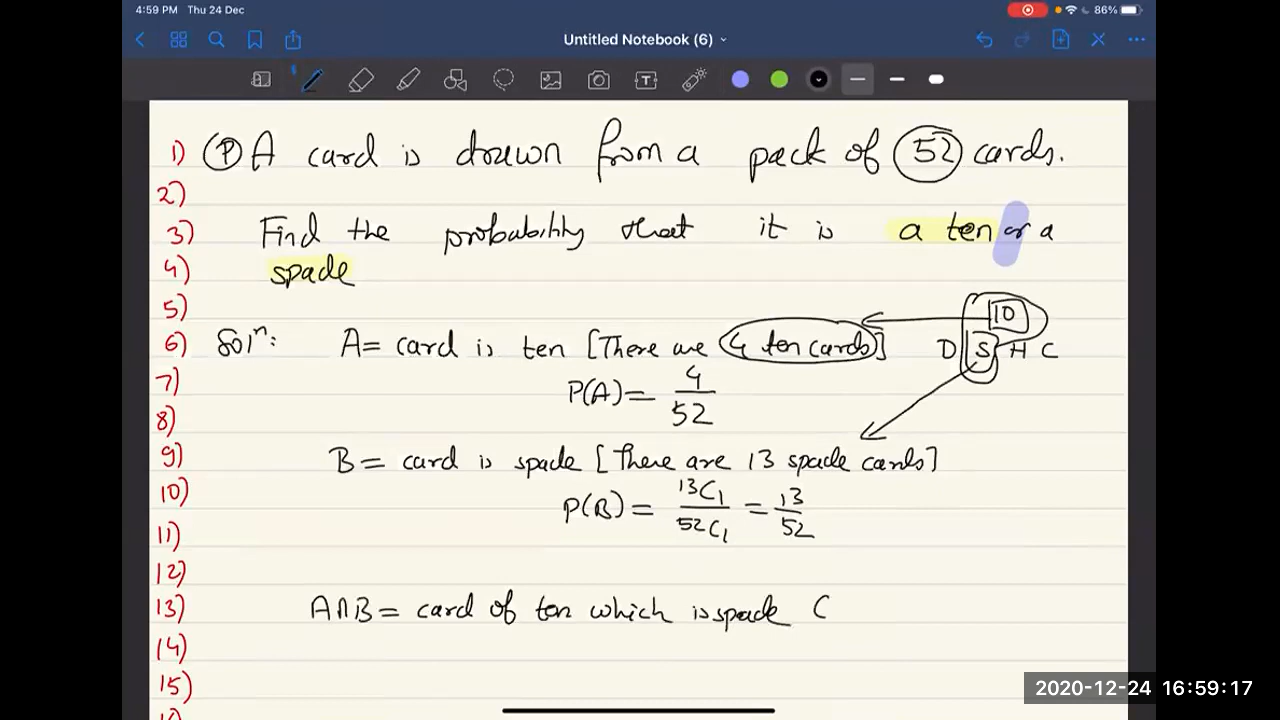 4:59 PM Thu 24 Dec
86%
Untitled Notebook (6)
1) (P) A card is drawn from a pack of 52 cards.
2)
3) Find the probability that it is a ten or a
4) spade
5)
10
6) Solⁿ: A = card is ten [There are 4 ten cards] D S H C
7) P(A) = 4/52
8)
9) B = card is spade [There are 13 spade cards]
10) P(B) = 13C₁/52C₁ = 13/52
11)
12)
13) A∩B = card of ten which is spade (
14)
15)
2020-12-24 16:59:17